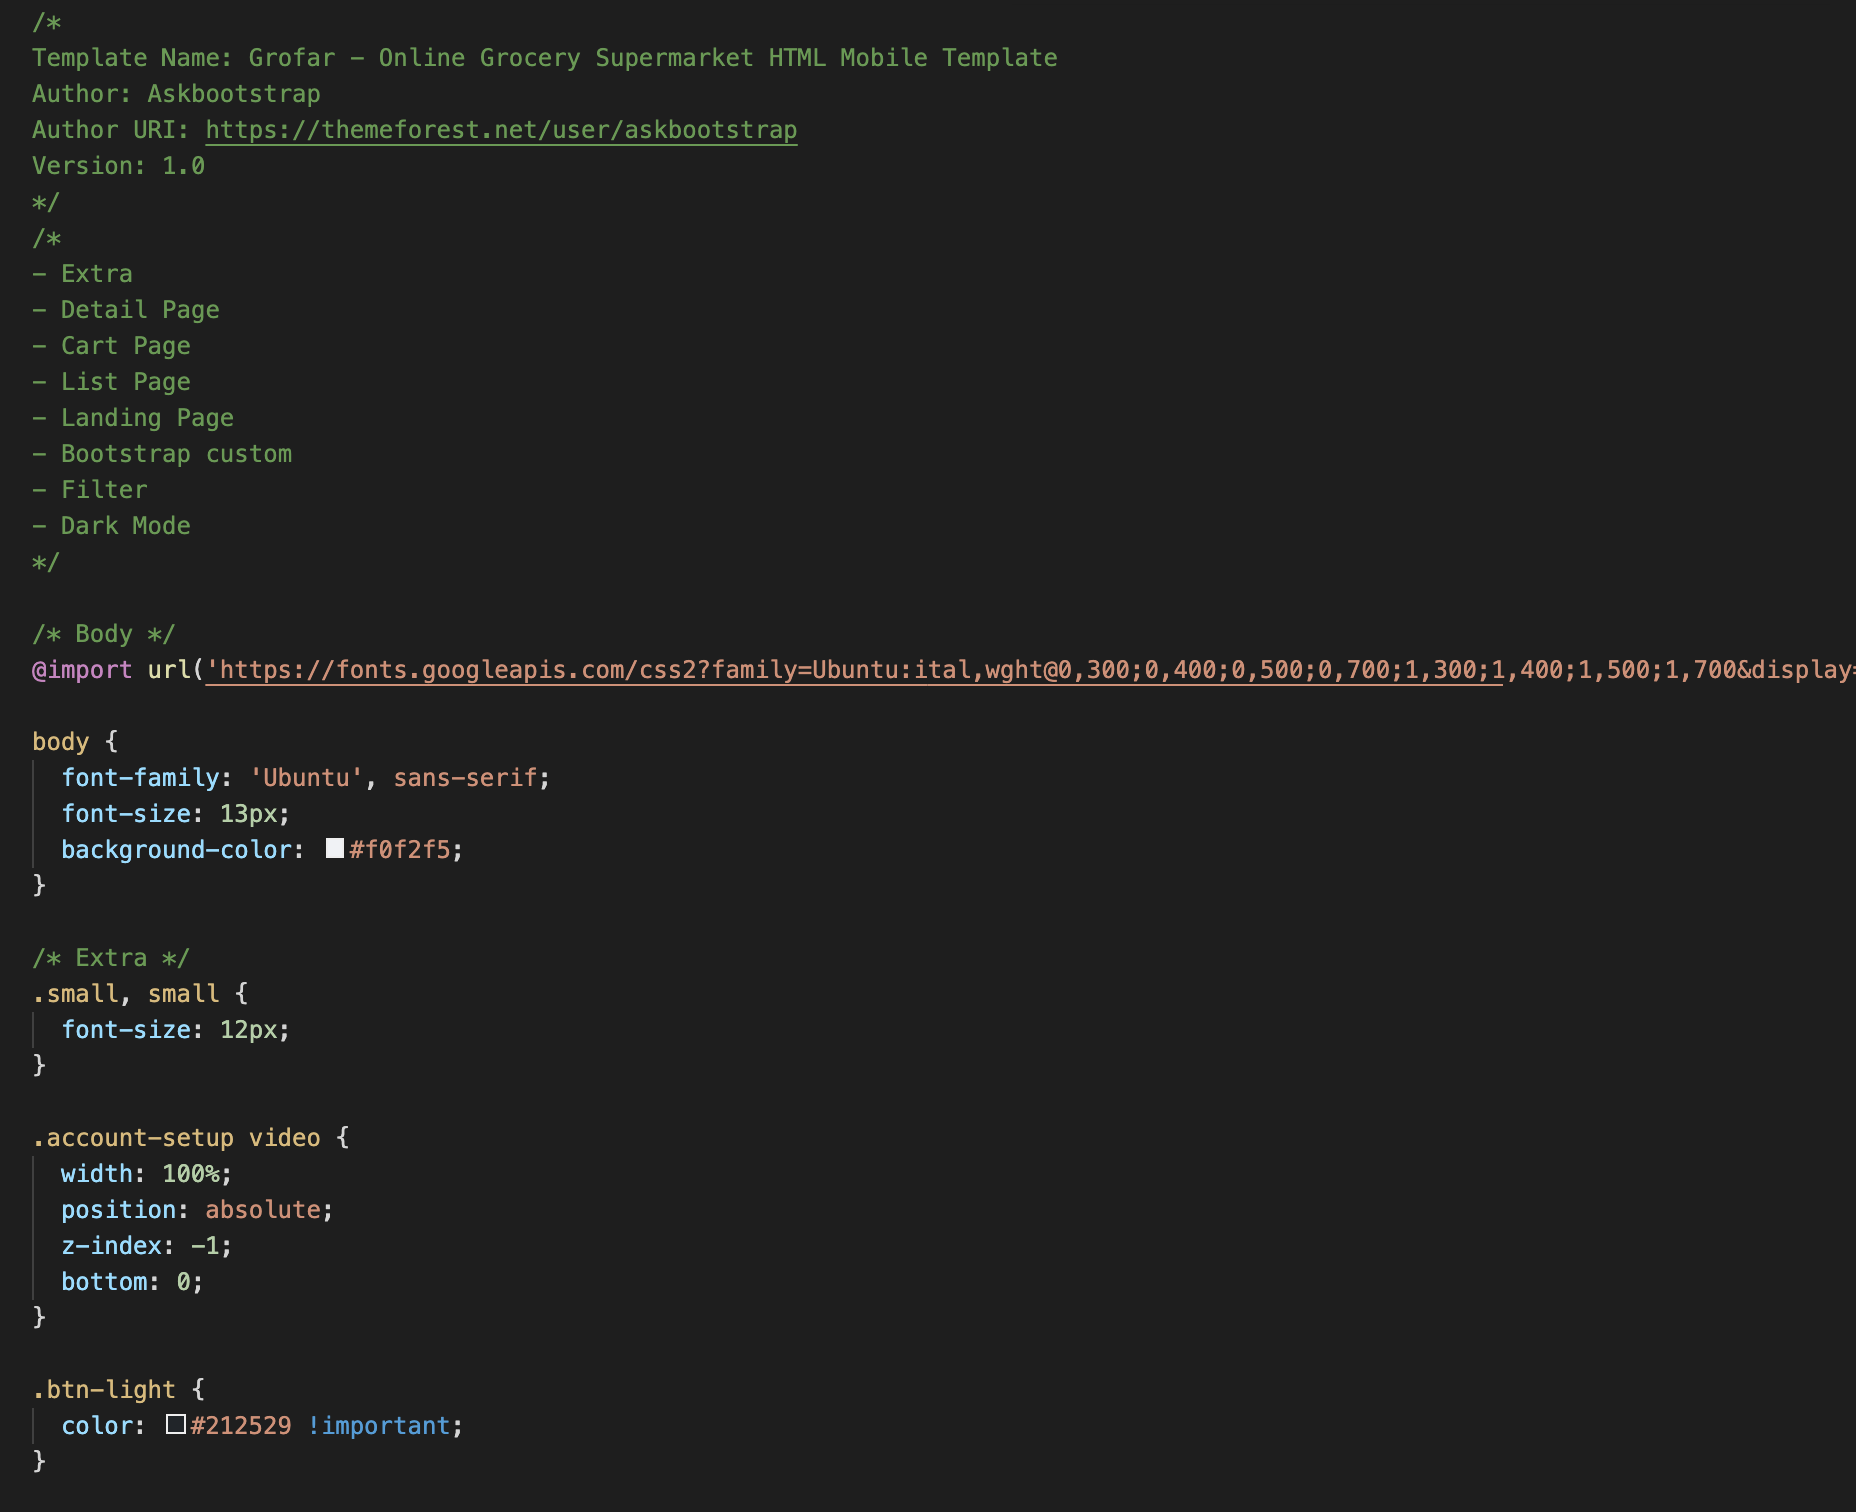 /*
Template Name: Grofar - Online Grocery Supermarket HTML Mobile Template
Author: Askbootstrap
Author URI: https://themeforest.net/user/askbootstrap
Version: 1.0
*/
/*
- Extra
- Detail Page
- Cart Page
- List Page
- Landing Page
- Bootstrap custom
- Filter
- Dark Mode
*/
/* Body */
@import url('https://fonts.googleapis.com/css2?family=Ubuntu:ital,wght@0,300;0,400;0,500;0,700;1,300;1,400;1,500;1,700&display=
body {
font-family: 'Ubuntu', sans-serif;
font-size: 13px;
background-color: #f0f2f5;
}
/* Extra */
.small, small {
font-size: 12px;
}
.account-setup video {
width: 100%;
position: absolute;
z-index: -1;
bottom: 0;
}
.btn-light {
color: #212529 !important;
}